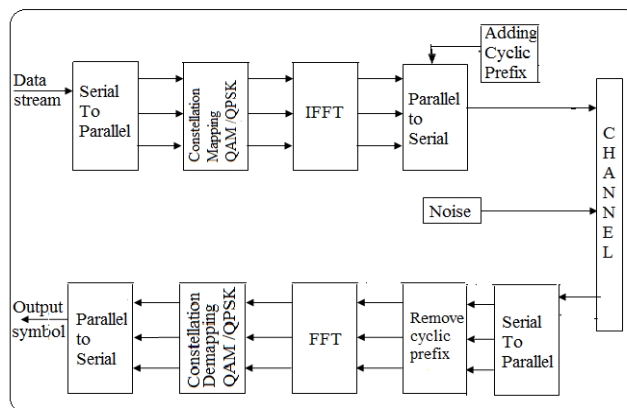 Data
stream
Serial
To
Parallel
Constellation
Mapping
QAM /QPSK
IFFT
Parallel
to
Serial
Adding
Cyclic
Prefix
CHANNEL
Noise
Output
symbol
Parallel
to
Serial
Constellation
Demapping
QAM /QPSK
FFT
Remove
cyclic
prefix
Serial
To
Parallel